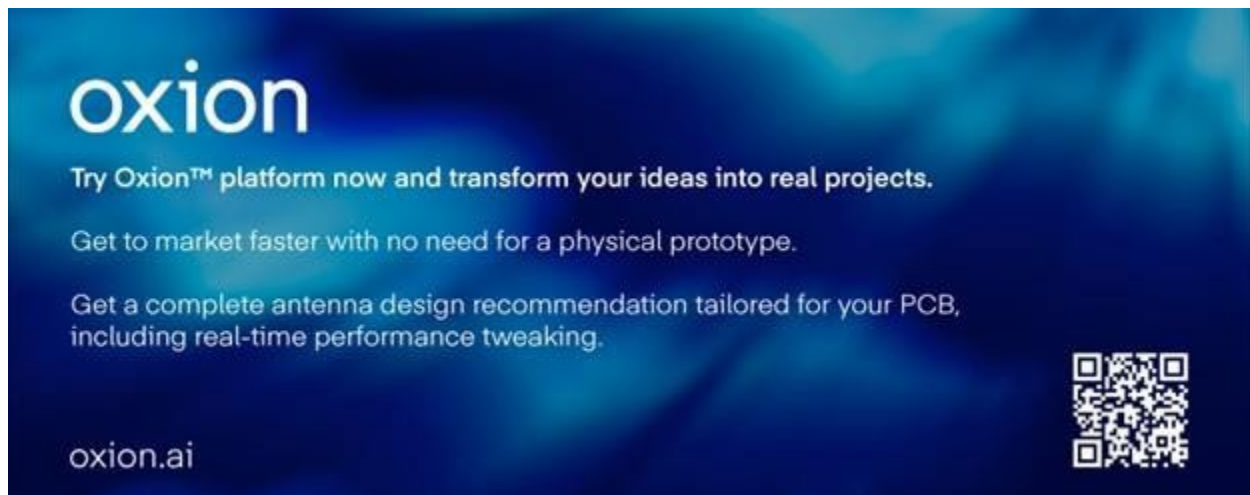 oxion
Try Oxion™ platform now and transform your ideas into real projects.
Get to market faster with no need for a physical prototype.
Get a complete antenna design recommendation tailored for your PCB,
including real-time performance tweaking.
oxion.ai